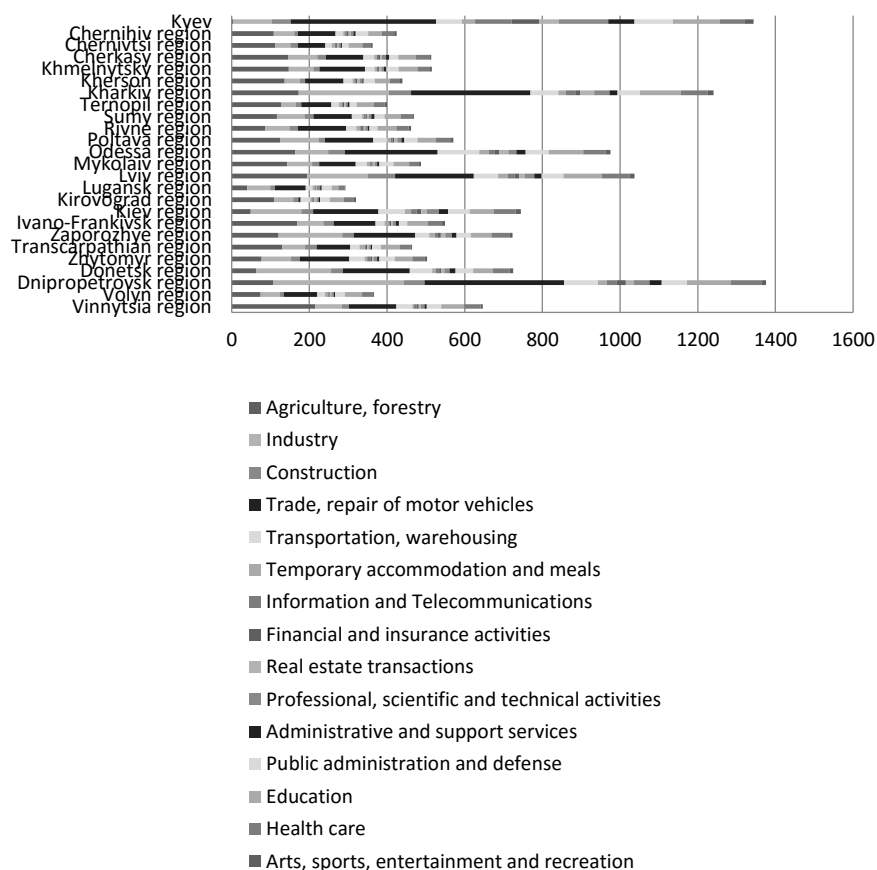 Kyev
Chernihiv region
Chernivtsi region
Cherkasy region
Khmelnytsky region
Kherson region
Kharkiv region
Ternopil region
Sumy region
Rivne region
Poltava region
Odessa region
Mykolaiv region
Lviv region
Lugansk region
Kirovograd region
Kiev region
Ivano-Frankivsk region
Zaporozhye region
Transcarpathian region
Zhytomyr region
Donetsk region
Dnipropetrovsk region
Volyn region
Vinnytsia region
0 200 400 600 800 1000 1200 1400 1600
Agriculture, forestry
Industry
Construction
Trade, repair of motor vehicles
Transportation, warehousing
Temporary accommodation and meals
Information and Telecommunications
Financial and insurance activities
Real estate transactions
Professional, scientific and technical activities
Administrative and support services
Public administration and defense
Education
Health care
Arts, sports, entertainment and recreation